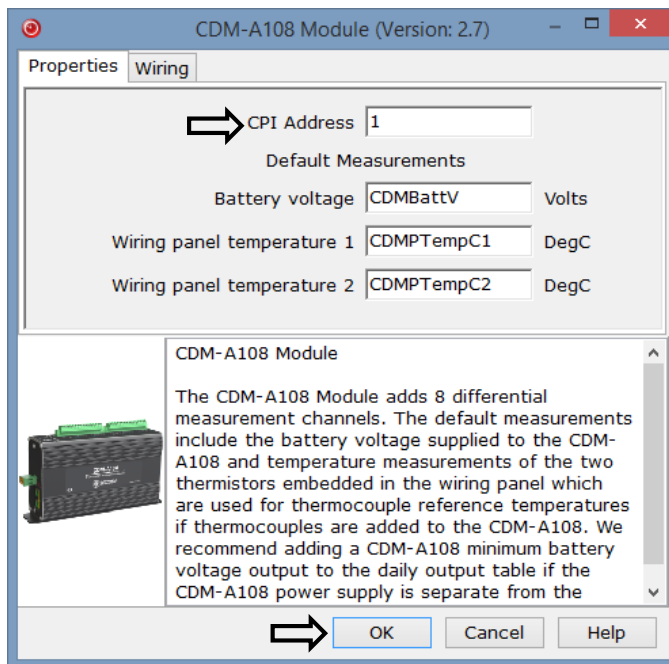 CDM-A108 Module (Version: 2.7)
Properties Wiring
CPI Address 1
Default Measurements
Battery voltage CDMBattV Volts
Wiring panel temperature 1 CDMPTempC1 DegC
Wiring panel temperature 2 CDMPTempC2 DegC
CDM-A108 Module
The CDM-A108 Module adds 8 differential
measurement channels. The default measurements
include the battery voltage supplied to the CDM-
A108 and temperature measurements of the two
thermistors embedded in the wiring panel which
are used for thermocouple reference temperatures
if thermocouples are added to the CDM-A108. We
recommend adding a CDM-A108 minimum battery
voltage output to the daily output table if the
CDM-A108 power supply is separate from the
OK Cancel Help